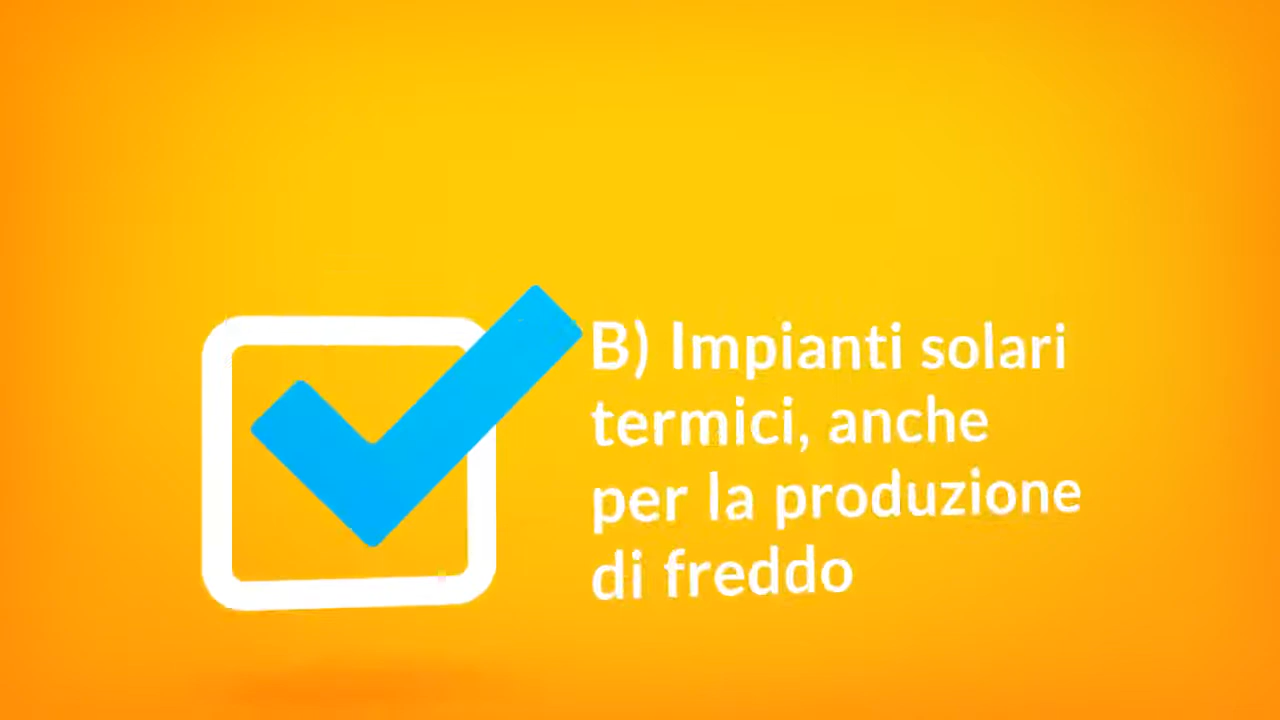 B) Impianti solari
termici, anche
per la produzione
di freddo